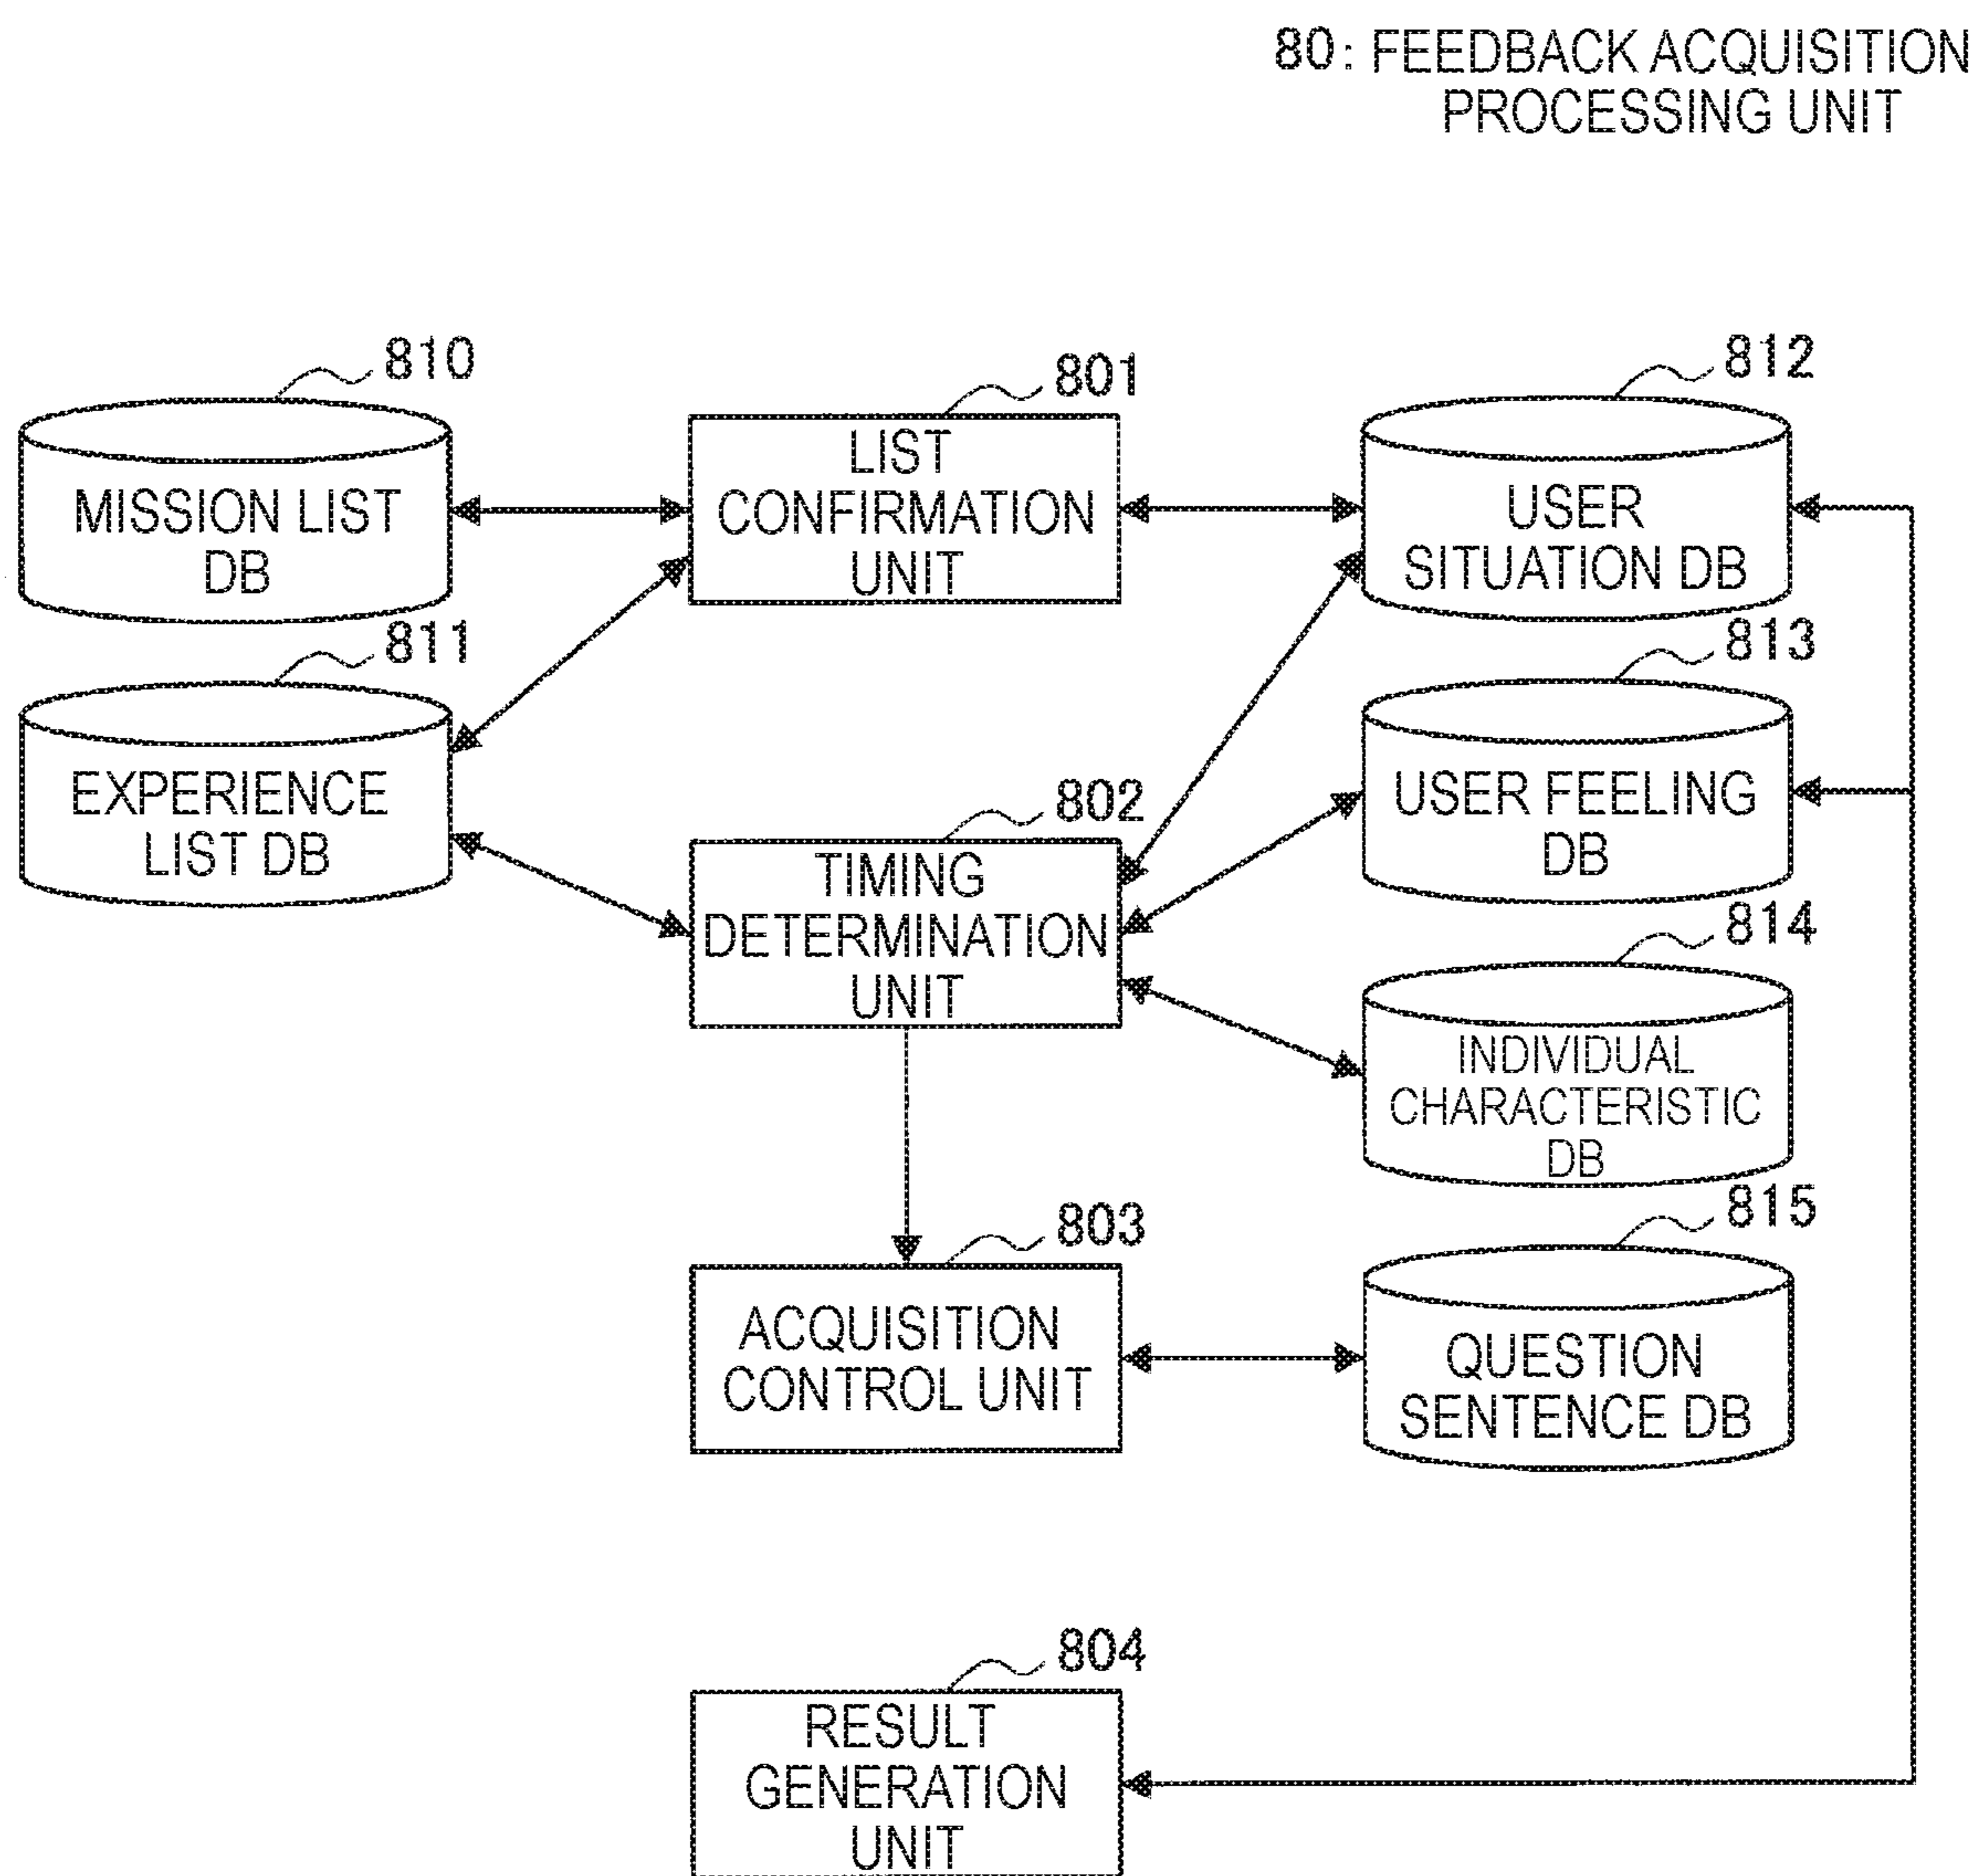 80: FEEDBACK ACQUISITION
PROCESSING UNIT
810
801
812
MISSION LIST
DB
LIST
CONFIRMATION
UNIT
USER
SITUATION DB
811
813
EXPERIENCE
LIST DB
802
USER FEELING
DB
TIMING
DETERMINATION
UNIT
814
INDIVIDUAL
CHARACTERISTIC
DB
803
815
ACQUISITION
CONTROL UNIT
QUESTION
SENTENCE DB
804
RESULT
GENERATION
UNIT